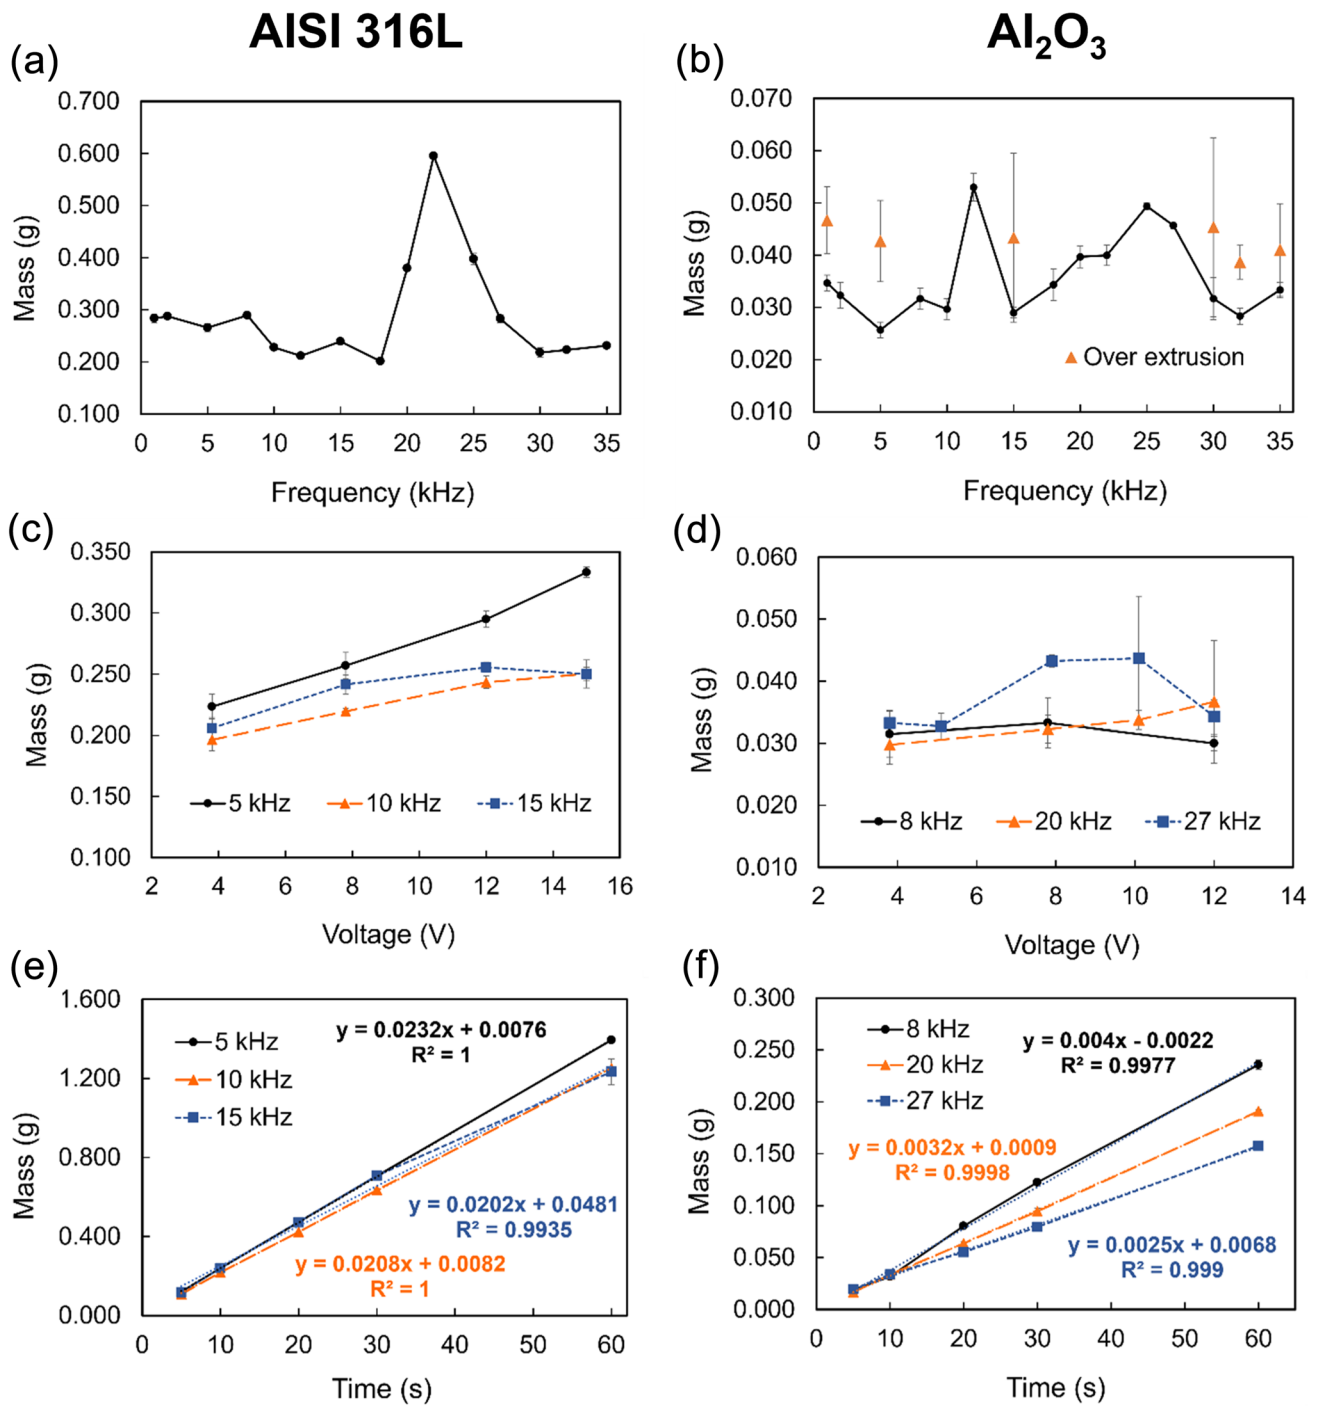 AISI 316L
Al₂O₃
(a)
0.700
0.600
0.500
0.400
0.300
0.200
0.100
Mass (g)
0 5 10 15 20 25 30 35
Frequency (kHz)
(b)
0.070
0.060
0.050
0.040
0.030
0.020
0.010
Mass (g)
Over extrusion
0 5 10 15 20 25 30 35
Frequency (kHz)
(c)
0.350
0.300
0.250
0.200
0.150
0.100
Mass (g)
5 kHz 10 kHz 15 kHz
2 4 6 8 10 12 14 16
Voltage (V)
(d)
0.060
0.050
0.040
0.030
0.020
0.010
Mass (g)
8 kHz 20 kHz 27 kHz
2 4 6 8 10 12 14
Voltage (V)
(e)
1.600
1.200
0.800
0.400
0.000
Mass (g)
5 kHz
10 kHz
15 kHz
y = 0.0232x + 0.0076
R² = 1
y = 0.0202x + 0.0481
R² = 0.9935
y = 0.0208x + 0.0082
R² = 1
0 10 20 30 40 50 60
Time (s)
(f)
0.300
0.250
0.200
0.150
0.100
0.050
0.000
Mass (g)
8 kHz
20 kHz
27 kHz
y = 0.004x - 0.0022
R² = 0.9977
y = 0.0032x + 0.0009
R² = 0.9998
y = 0.0025x + 0.0068
R² = 0.999
0 10 20 30 40 50 60
Time (s)